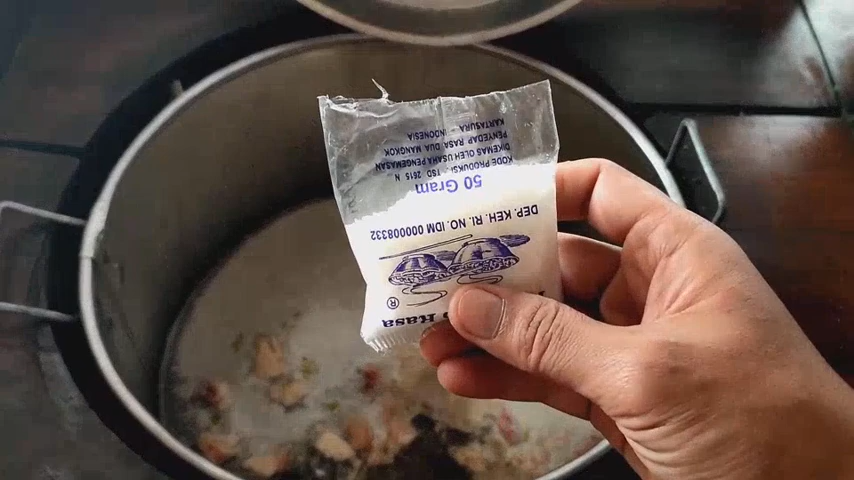 Rasa
®
DEP. KEH. RI. NO. IDM 000008332
50 Gram
KODE PRODUKSI : TSD 2615 N
DIKEMAS OLEH USAHA PENGEMASAN
PENYEDAP RASA DUA MANGKOK
KARTASURA - INDONESIA